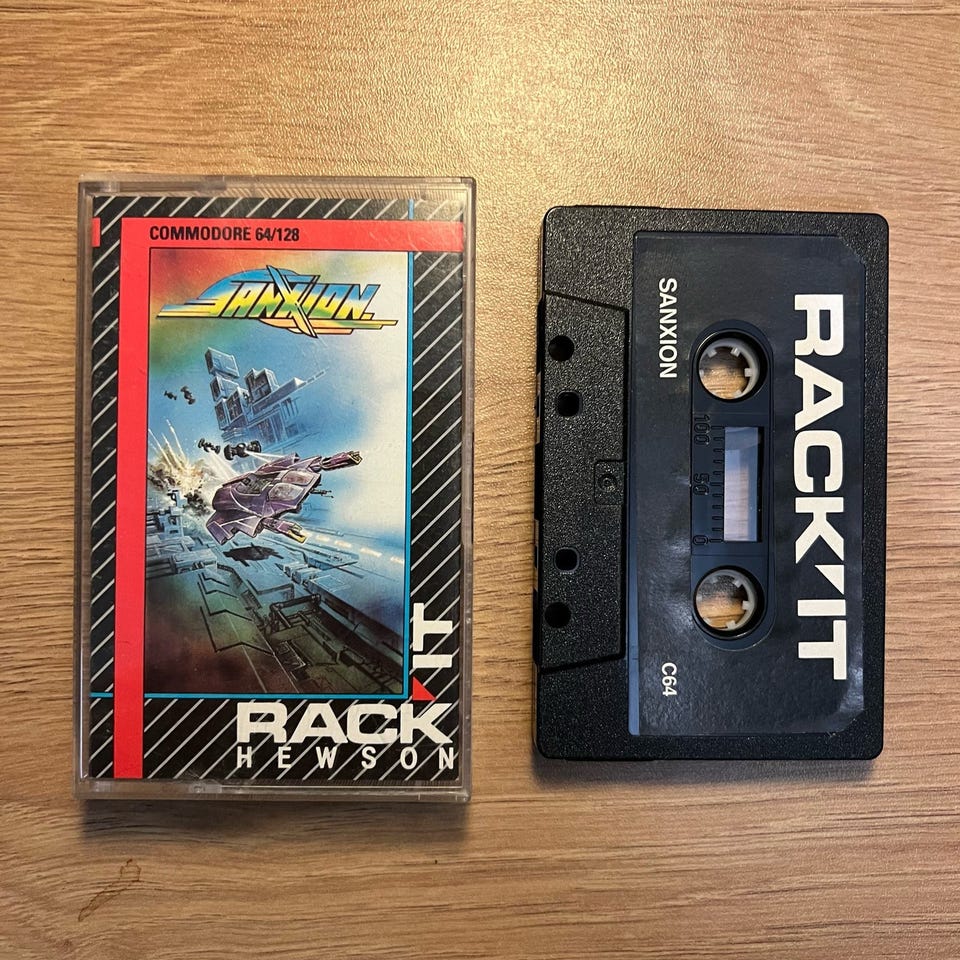 COMMODORE 64/128
SANXION.
RACK IT
HEWSON
SANXION
100 50 0
C64
RACK'IT